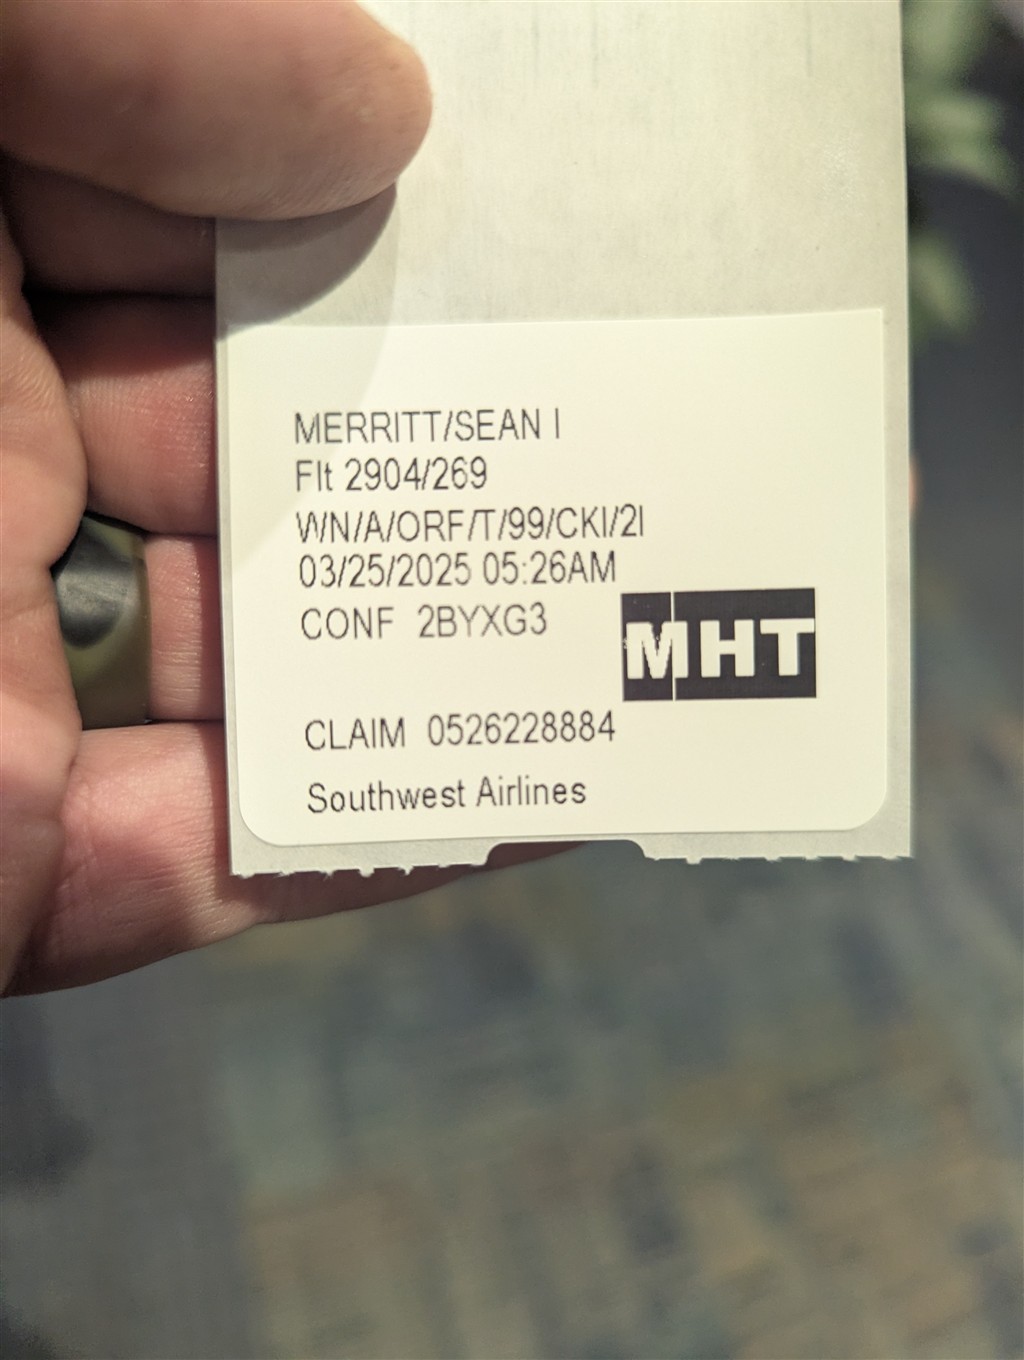 MERRITT/SEAN I
Flt 2904/269
WN/A/ORF/T/99/CKI/2I
03/25/2025 05:26AM
CONF 2BYXG3
MHT
CLAIM 0526228884
Southwest Airlines